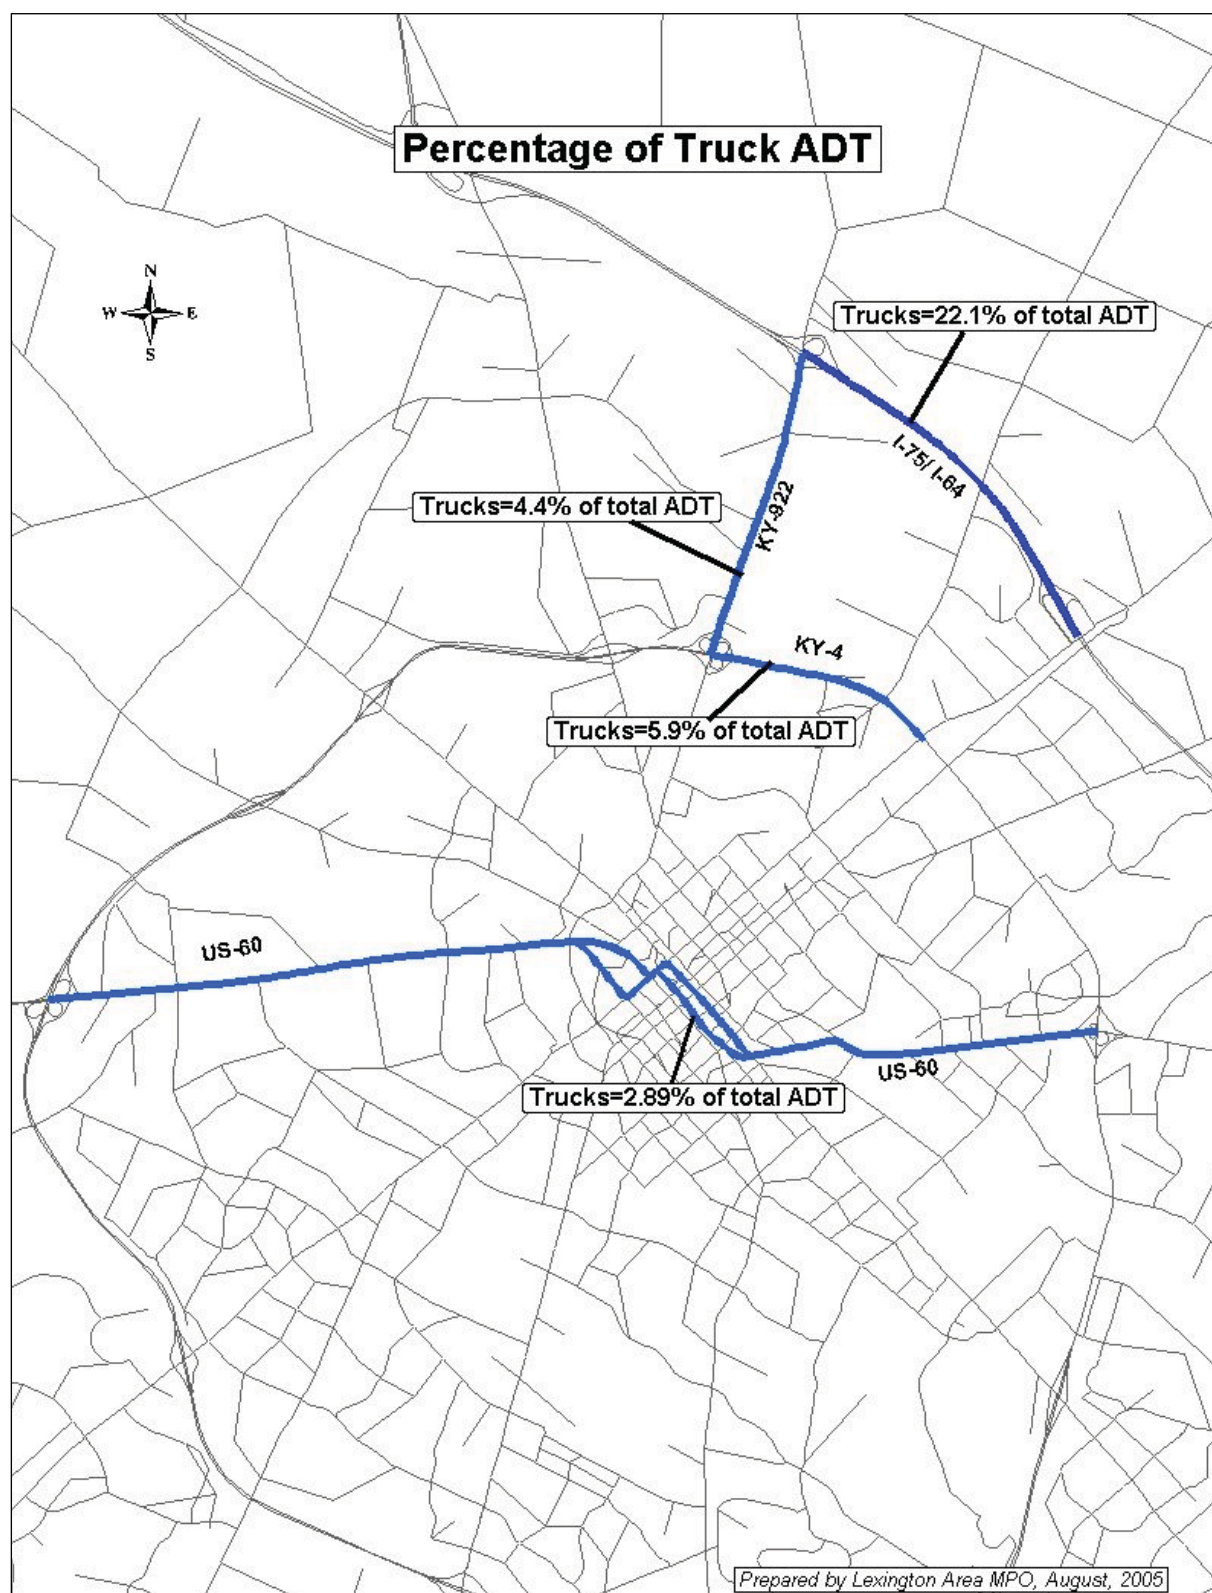 Percentage of Truck ADT
N
W E
S
Trucks=22.1% of total ADT
I-75/ I-64
Trucks=4.4% of total ADT
KY-922
KY-4
Trucks=5.9% of total ADT
US-60
US-60
Trucks=2.89% of total ADT
Prepared by Lexington Area MPO, August, 2005